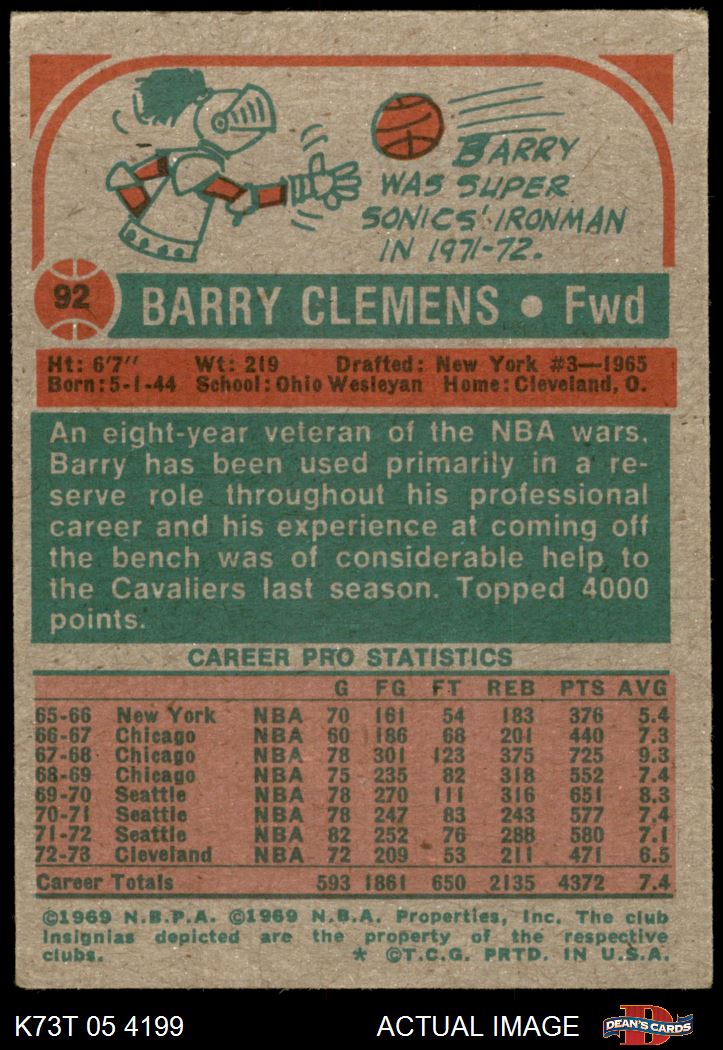 BARRY
WAS SUPER
SONICS' IRONMAN
IN 1971-72.
92
BARRY CLEMENS • Fwd
Ht: 6'7" Wt: 219 Drafted: New York #3—1965
Born: 5-1-44 School: Ohio Wesleyan Home: Cleveland, O.
An eight-year veteran of the NBA wars.
Barry has been used primarily in a re-
serve role throughout his professional
career and his experience at coming off
the bench was of considerable help to
the Cavaliers last season. Topped 4000
points.
CAREER PRO STATISTICS
G FG FT REB PTS AVG
65-66 New York NBA 70 161 54 183 376 5.4
66-67 Chicago NBA 60 186 68 201 440 7.3
67-68 Chicago NBA 78 301 123 375 725 9.3
68-69 Chicago NBA 75 235 82 318 552 7.4
69-70 Seattle NBA 78 270 111 316 651 8.3
70-71 Seattle NBA 78 247 83 243 577 7.4
71-72 Seattle NBA 82 252 76 288 580 7.1
72-73 Cleveland NBA 72 209 53 211 471 6.5
Career Totals 593 1861 650 2135 4372 7.4
©1969 N.B.P.A. ©1969 N.B.A. Properties, Inc. The club
insignias depicted are the property of the respective
clubs. * ©T.C.G. PRTD. IN U.S.A.
K73T 05 4199 ACTUAL IMAGE DEAN'S CARDS